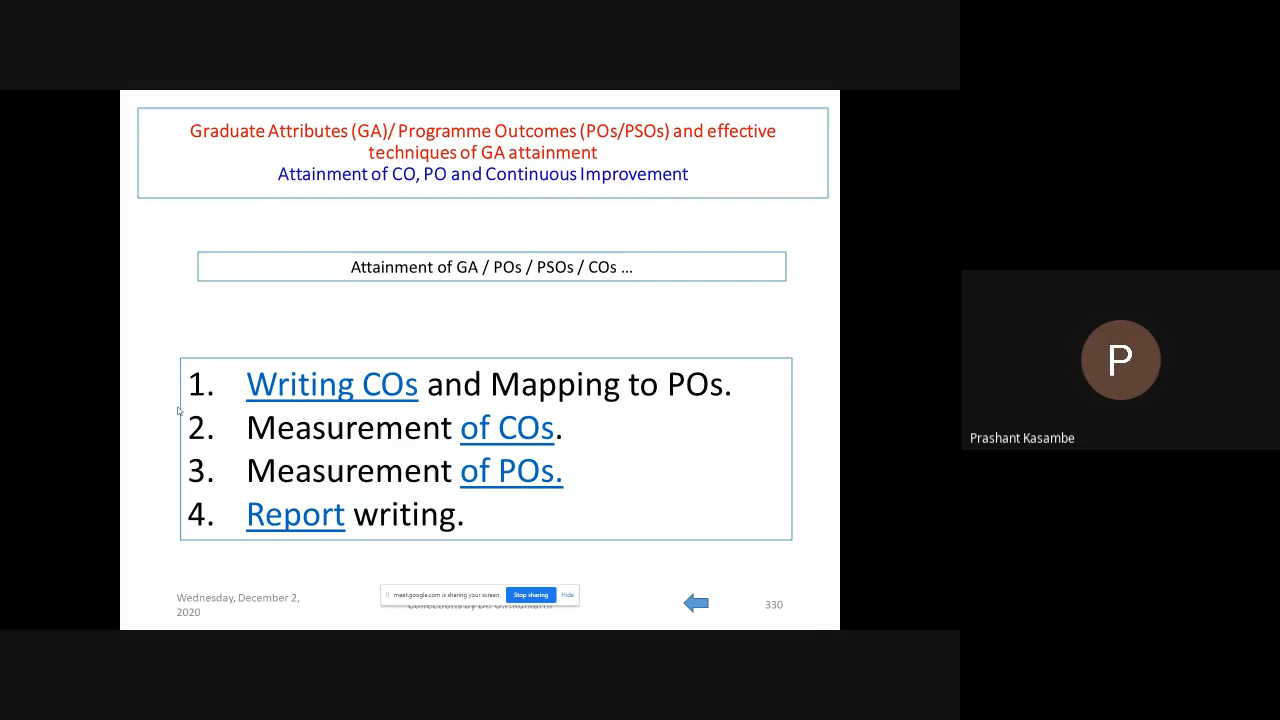 Graduate Attributes (GA)/ Programme Outcomes (POs/PSOs) and effective
techniques of GA attainment
Attainment of CO, PO and Continuous Improvement
Attainment of GA / POs / PSOs / COs ...
1. Writing COs and Mapping to POs.
2. Measurement of COs.
3. Measurement of POs.
4. Report writing.
Wednesday, December 2,
2020
meet.google.com is sharing your screen.
Stop sharing
Hide
330
P
Prashant Kasambe